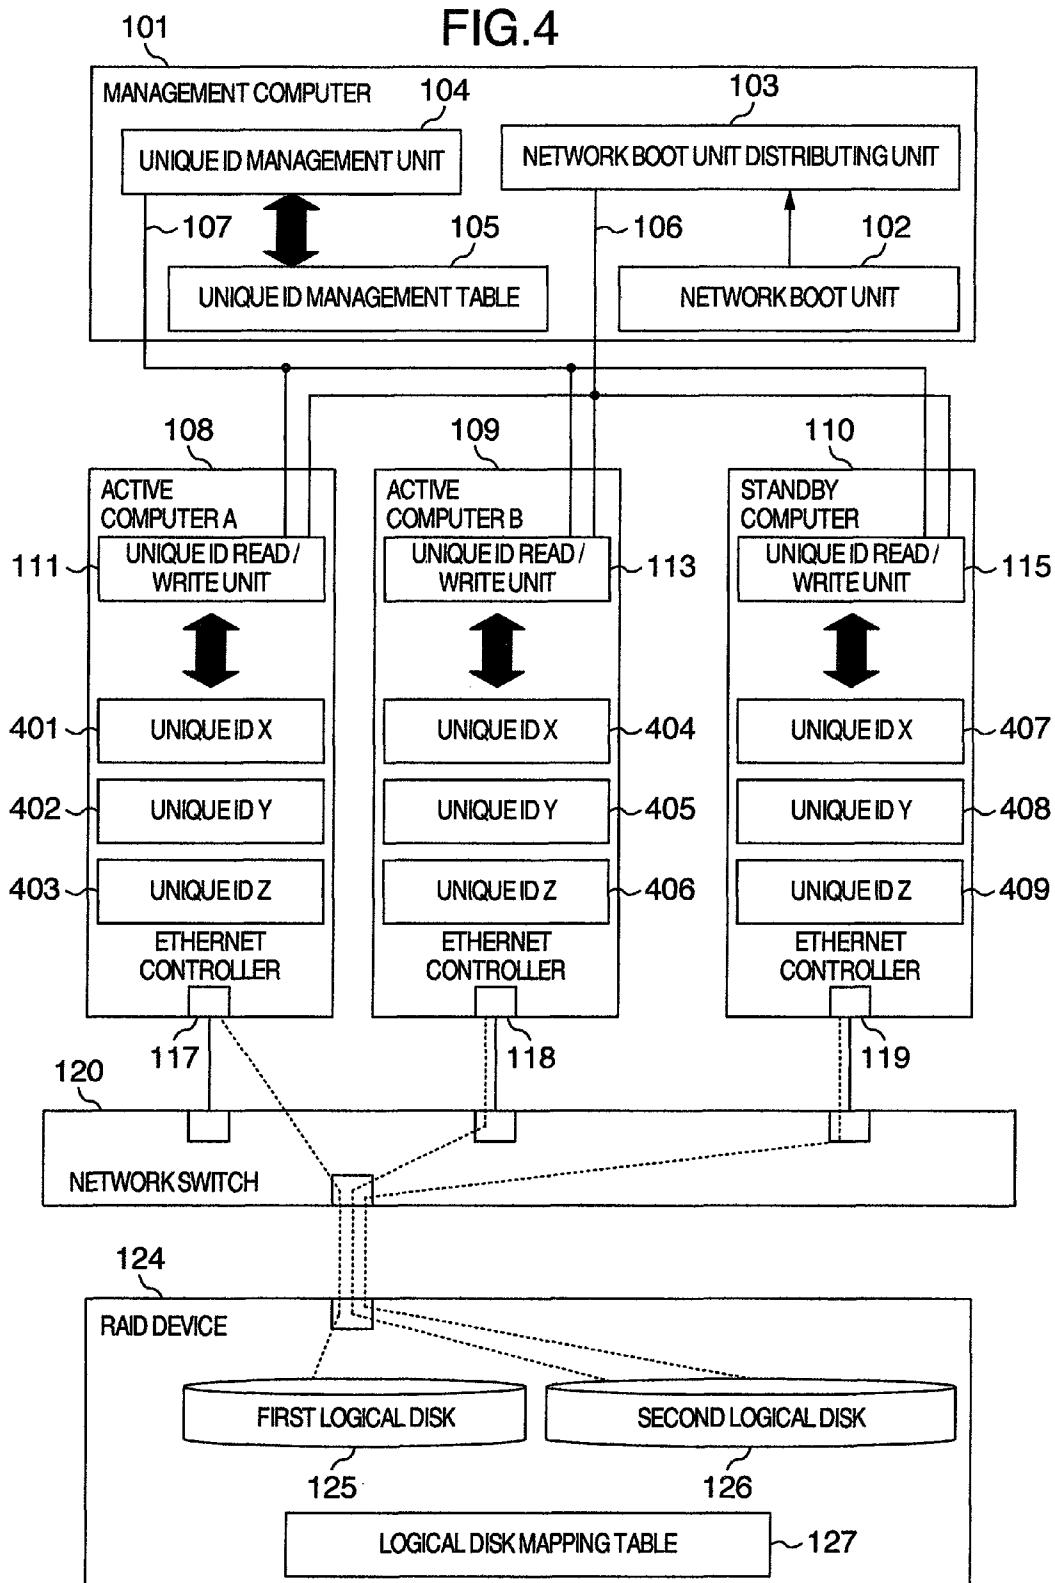 FIG.4
101
MANAGEMENT COMPUTER
104
103
UNIQUE ID MANAGEMENT UNIT
NETWORK BOOT UNIT DISTRIBUTING UNIT
107
105
106
102
UNIQUE ID MANAGEMENT TABLE
NETWORK BOOT UNIT
108
109
110
ACTIVE
COMPUTER A
ACTIVE
COMPUTER B
STANDBY
COMPUTER
111
UNIQUE ID READ /
WRITE UNIT
UNIQUE ID READ /
WRITE UNIT
113
UNIQUE ID READ /
WRITE UNIT
115
401
UNIQUE ID X
UNIQUE ID X
404
UNIQUE ID X
407
402
UNIQUE ID Y
UNIQUE ID Y
405
UNIQUE ID Y
408
403
UNIQUE ID Z
UNIQUE ID Z
406
UNIQUE ID Z
409
ETHERNET
CONTROLLER
ETHERNET
CONTROLLER
ETHERNET
CONTROLLER
117
118
119
120
NETWORK SWITCH
124
RAID DEVICE
FIRST LOGICAL DISK
SECOND LOGICAL DISK
125
126
LOGICAL DISK MAPPING TABLE
127